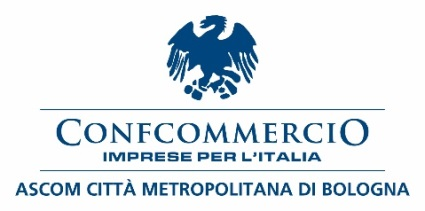 CONFCOMMERCIO
IMPRESE PER L'ITALIA
ASCOM CITTÀ METROPOLITANA DI BOLOGNA